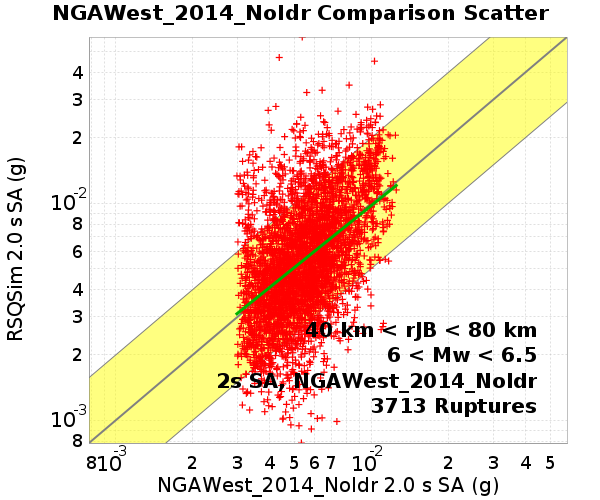 NGAWest_2014_NoIdr Comparison Scatter
RSQSim 2.0 s SA (g)
4
3
2
10-2
8
6
4
3
2
10-3
8
40 km < rJB < 80 km
6 < Mw < 6.5
2s SA, NGAWest_2014_NoIdr
3713 Ruptures
8 10-3 2 3 4 5 6 7 10-2 2 3 4 5
NGAWest_2014_NoIdr 2.0 s SA (g)